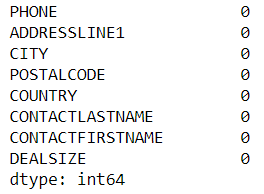 PHONE 0
ADDRESSLINE1 0
CITY 0
POSTALCODE 0
COUNTRY 0
CONTACTLASTNAME 0
CONTACTFIRSTNAME 0
DEALSIZE 0
dtype: int64